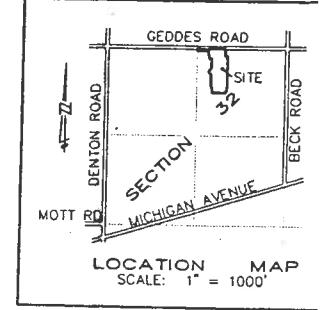 GEDDES ROAD
SITE
32
DENTON ROAD
BECK ROAD
SECTION
MOTT RD
MICHIGAN AVENUE
LOCATION MAP
SCALE: 1" = 1000'